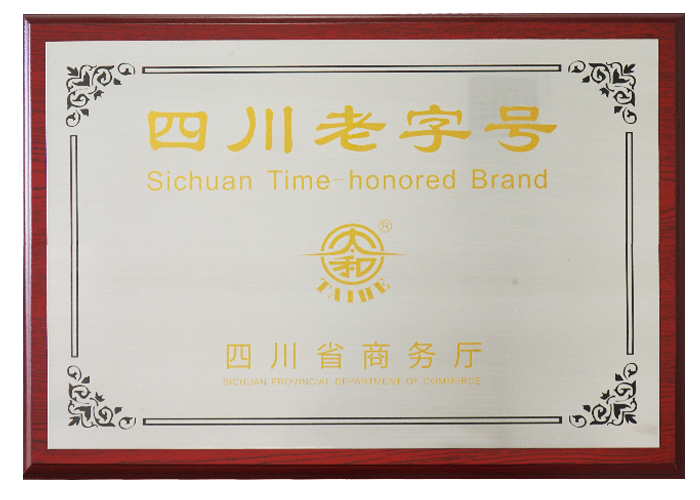 四川老字号
Sichuan Time-honored Brand
太和®
TAIHE
四川省商务厅
SICHUAN PROVINCIAL DEPARTMENT OF COMMERCE